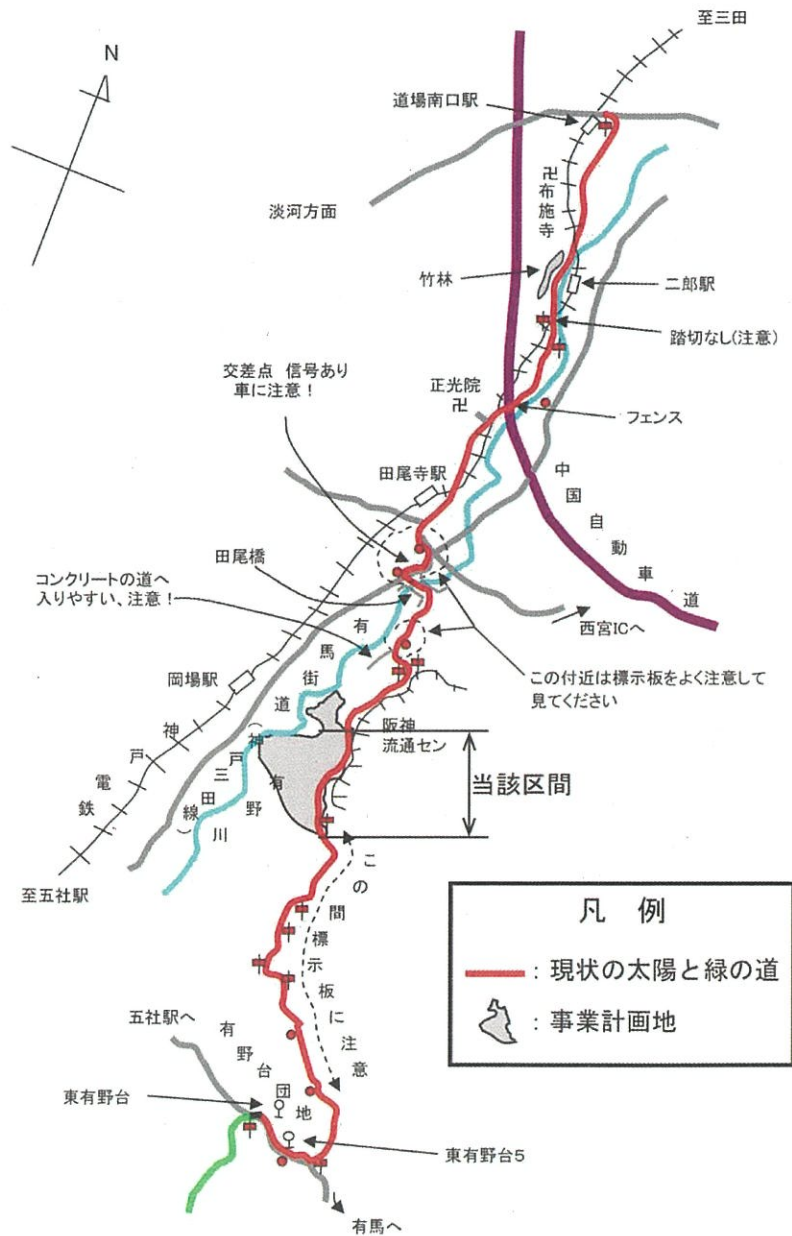 至三田
N
道場南口駅
卍布施寺
淡河方面
竹林
二郎駅
踏切なし(注意)
交差点 信号あり
車に注意！
正光院
卍
フェンス
田尾寺駅
中国自動車道
田尾橋
コンクリートの道へ
入りやすい、注意！
西宮ICへ
有馬街道
岡場駅
この付近は標示板をよく注意して
見てください
阪神
流通セン
神戸電鉄
（神戸三田線）
有野川
当該区間
至五社駅
この間標示板に注意
凡 例
：現状の太陽と緑の道
：事業計画地
五社駅へ
有野台団地
東有野台
東有野台5
有馬へ